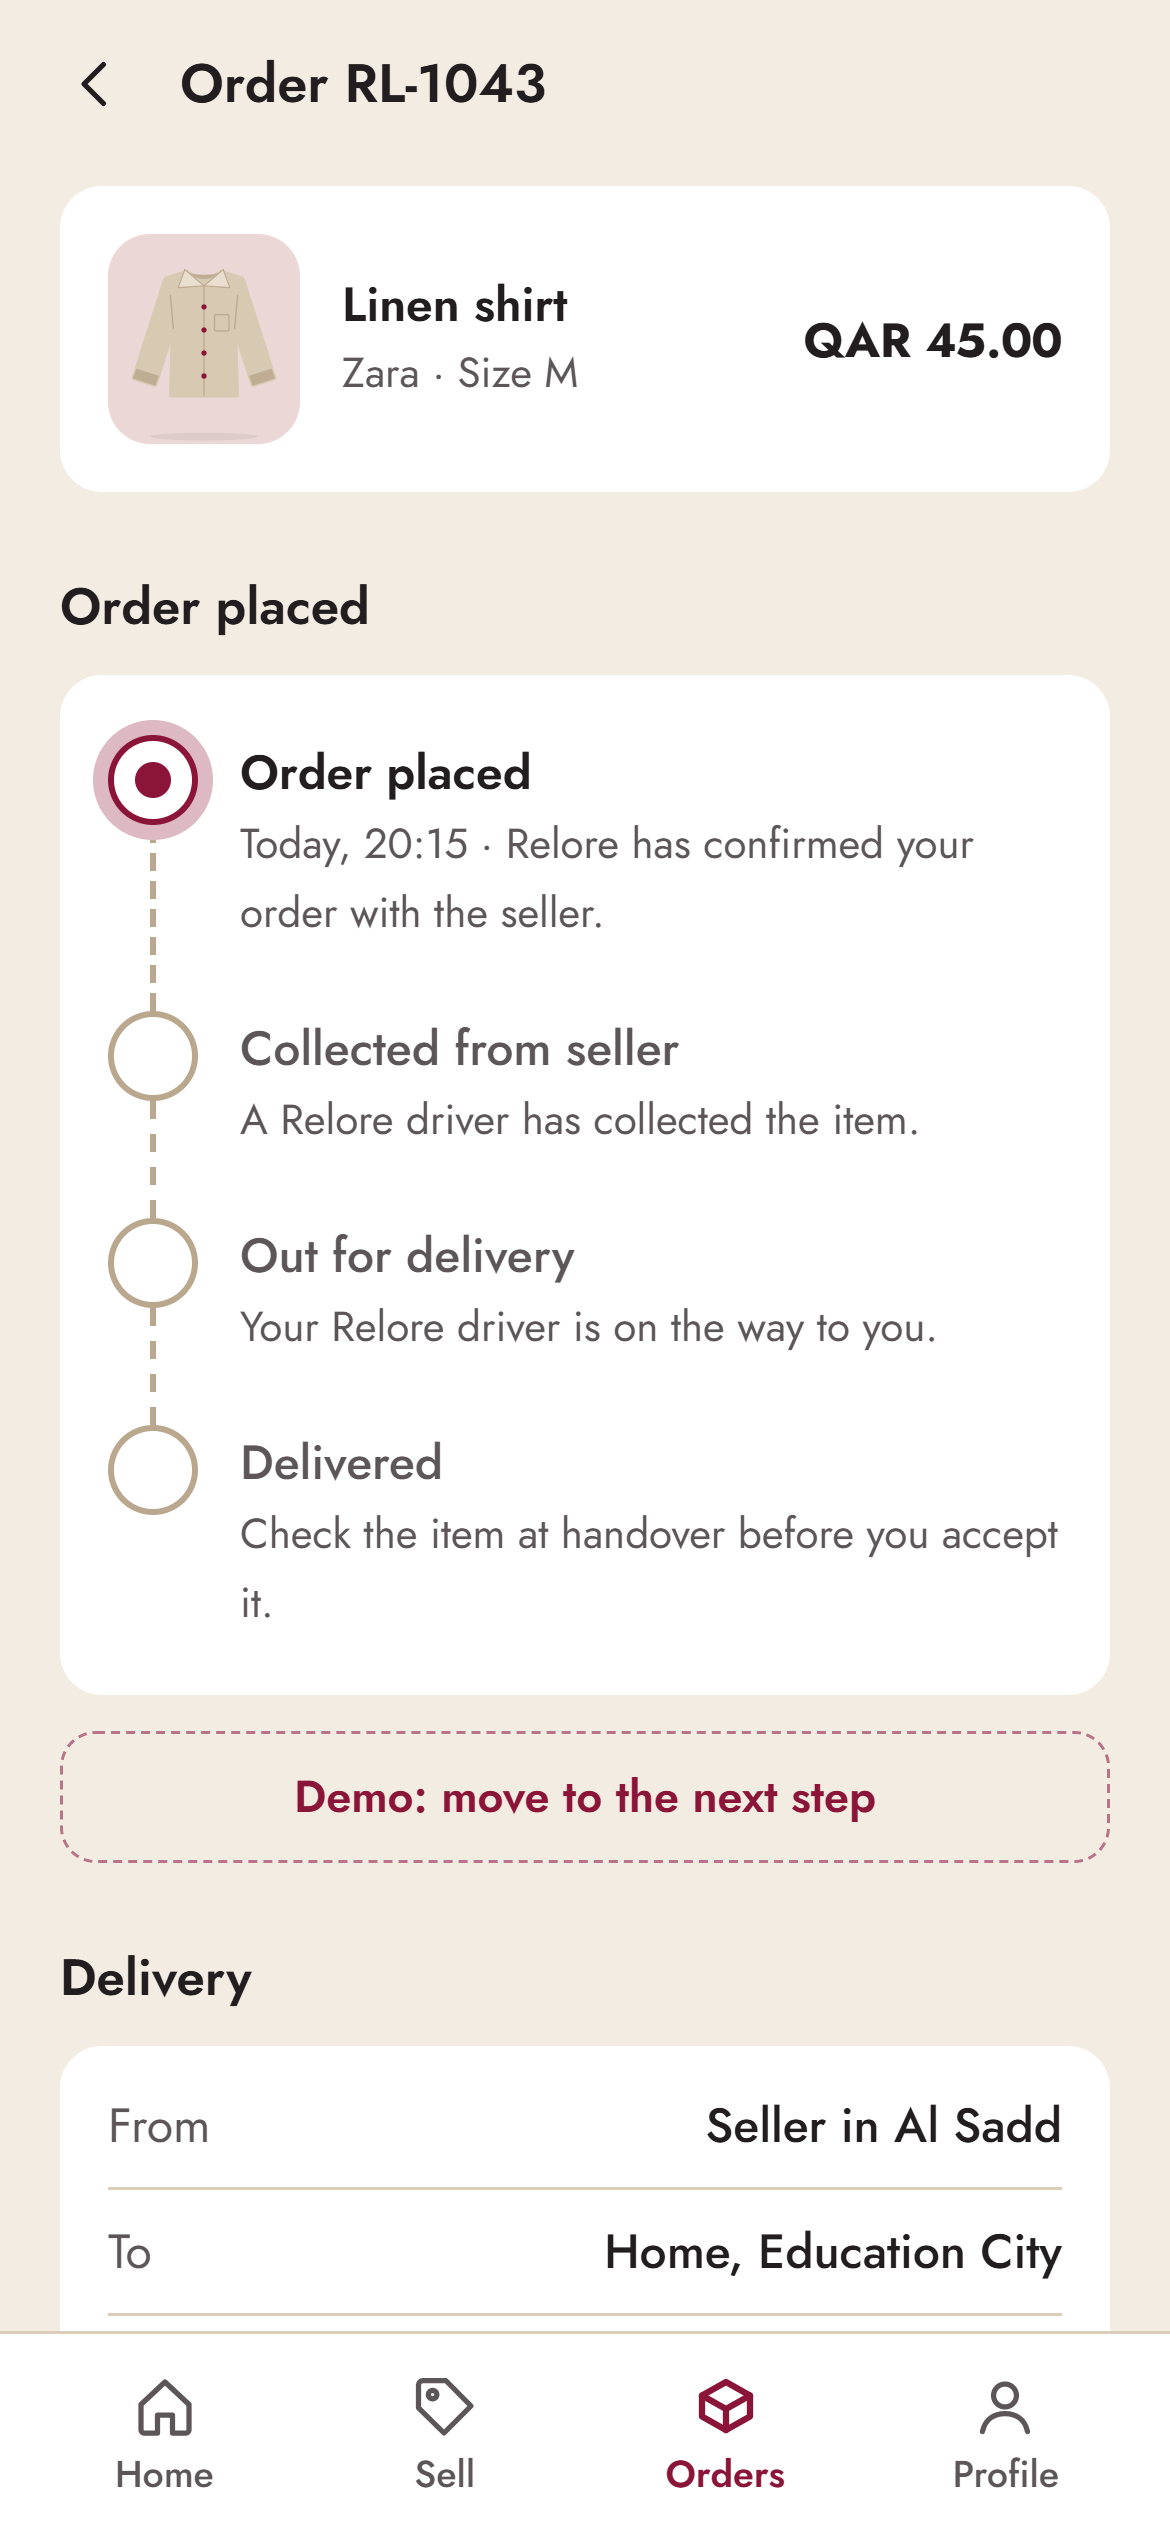 Order RL-1043
Linen shirt
Zara · Size M
QAR 45.00
Order placed
Order placed
Today, 20:15 · Relore has confirmed your
order with the seller.
Collected from seller
A Relore driver has collected the item.
Out for delivery
Your Relore driver is on the way to you.
Delivered
Check the item at handover before you accept
it.
Demo: move to the next step
Delivery
From
Seller in Al Sadd
To
Home, Education City
Home
Sell
Orders
Profile